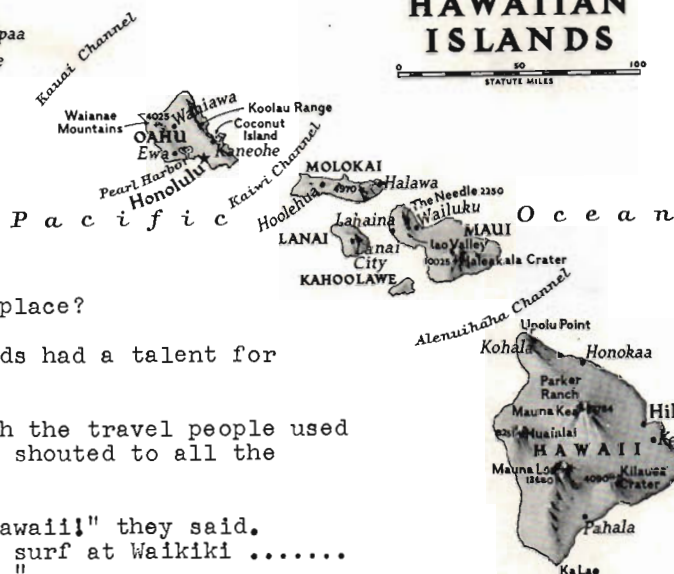 HAWAIIAN
ISLANDS
0 50 100
STATUTE MILES
Kauai Channel
Waianae
Mountains
4025
Wahiawa
Koolau Range
Coconut
Island
OAHU
Ewa
Kaneohe
Pearl Harbor
Honolulu
Kaiwi Channel
MOLOKAI
4970
Halawa
Hoolehua
The Needle 2250
Lahaina
Wailuku
Pacific Ocean
LANAI
Lanai
City
MAUI
Iao Valley
10025
Haleakala Crater
KAHOOLAWE
Alenuihaha Channel
place?
Upolu Point
Kohala
Honokaa
ds had a talent for
Parker
Ranch
Mauna Kea
Hualalai
HAWAII
h the travel people used
shouted to all the
Mauna Loa
4090
Kilauea
Crater
awaii!" they said.
surf at Waikiki .......
"
Pahala
Ka Lae